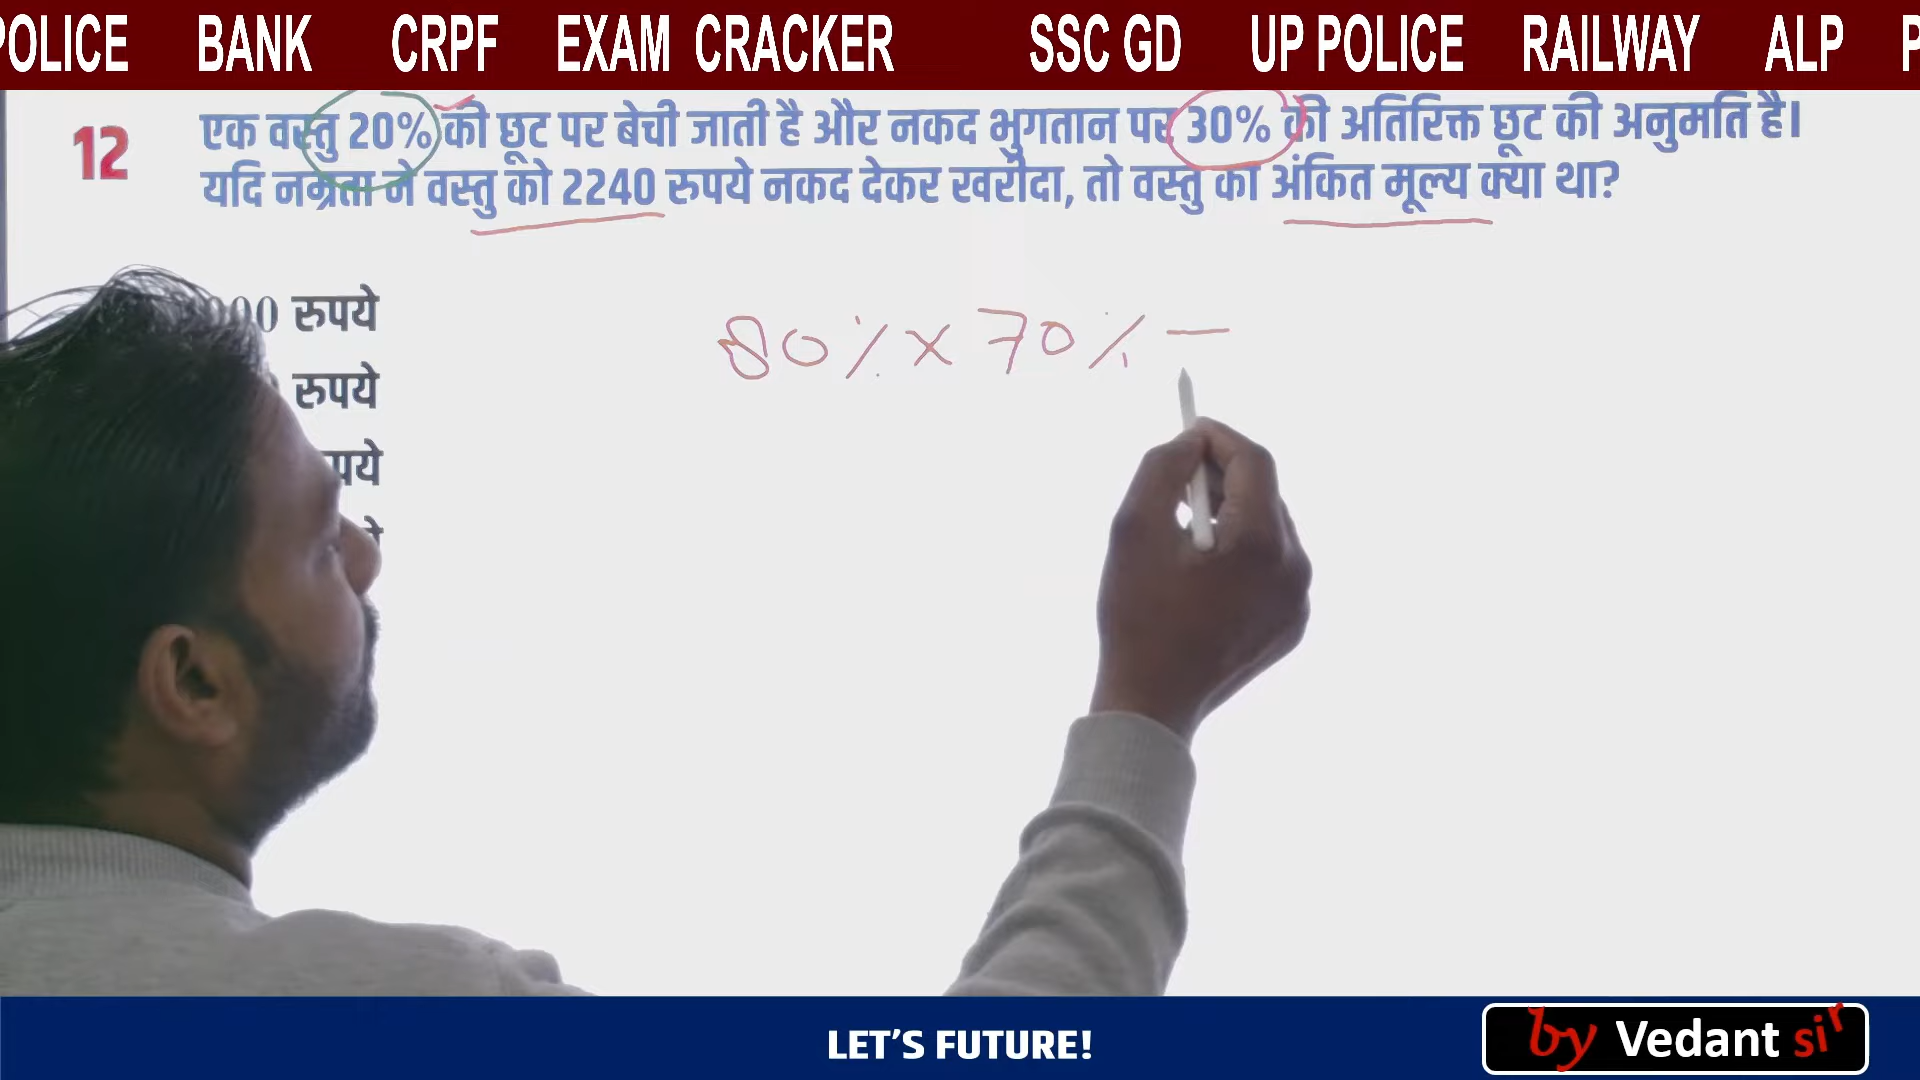 POLICE BANK CRPF EXAM CRACKER SSC GD UP POLICE RAILWAY ALP P
12
एक वस्तु 20% की छूट पर बेची जाती है और नकद भुगतान पर 30% की अतिरिक्त छूट की अनुमति है।
यदि नम्रता ने वस्तु को 2240 रुपये नकद देकर खरीदा, तो वस्तु का अंकित मूल्य क्या था?
रुपये
रुपये
80% × 70% —
LET'S FUTURE!
by Vedant sir